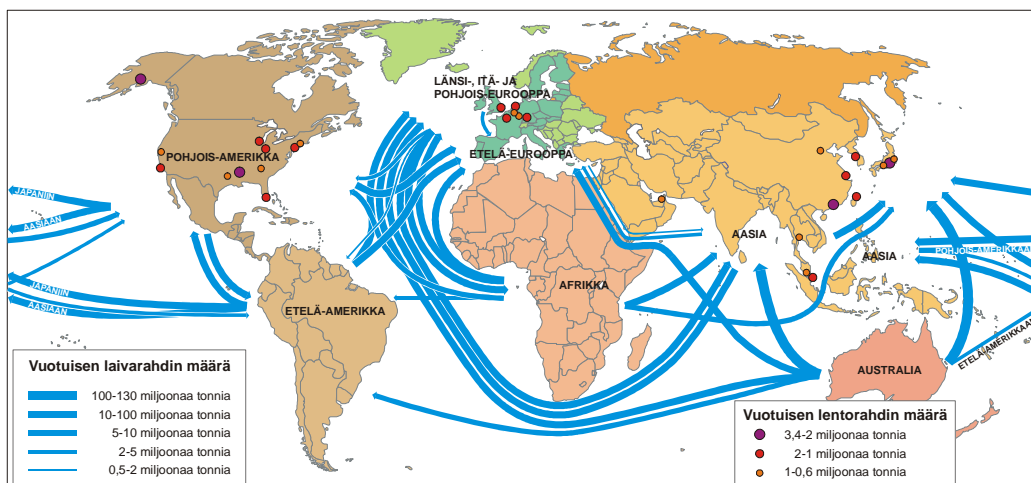 LÄNSI-, ITÄ- JA
POHJOIS-EUROOPPA
ETELÄ-EUROOPPA
POHJOIS-AMERIKKA
JAPANIIN
AASIAAN
AASIA
AASIA
POHJOIS-AMERIKKAAN
JAPANIIN
AASIAAN
AFRIKKA
ETELÄ-AMERIKKA
ETELÄ-AMERIKKAAN
AUSTRALIA
Vuotuisen laivarahdin määrä
100-130 miljoonaa tonnia
10-100 miljoonaa tonnia
5-10 miljoonaa tonnia
2-5 miljoonaa tonnia
0,5-2 miljoonaa tonnia
Vuotuisen lentorahdin määrä
3,4-2 miljoonaa tonnia
2-1 miljoonaa tonnia
1-0,6 miljoonaa tonnia